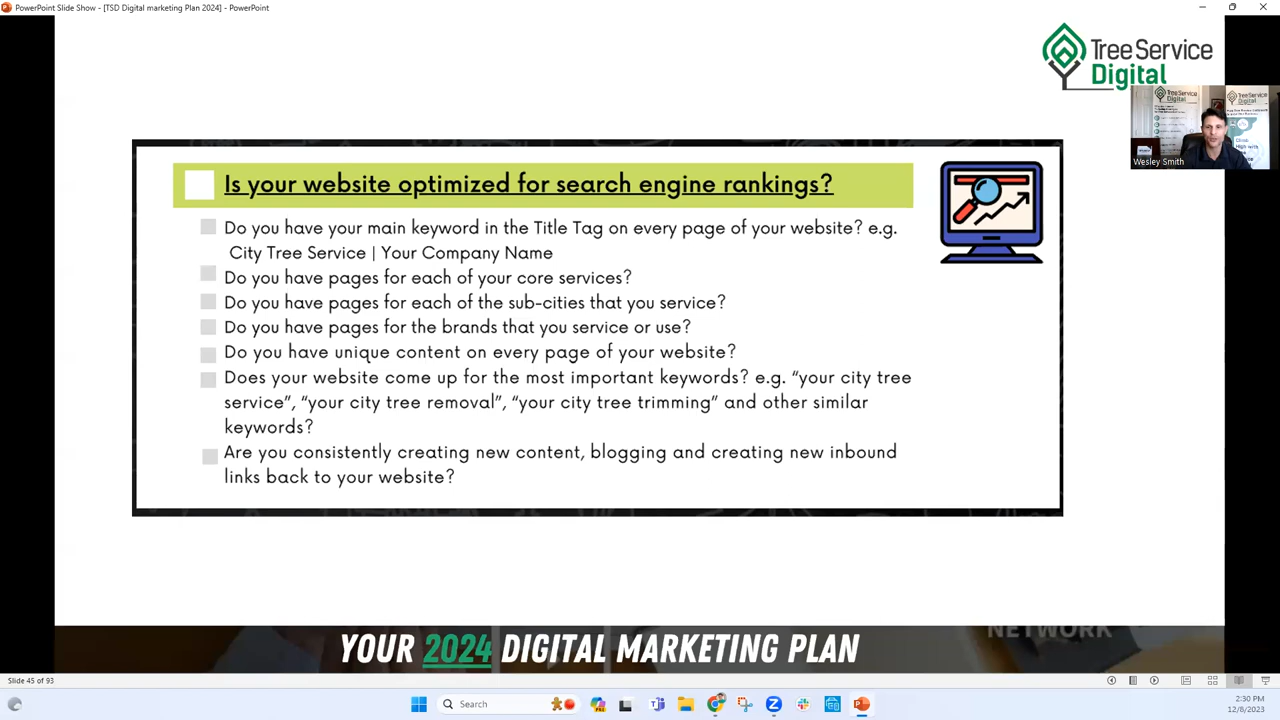 PowerPoint Slide Show - [TSD Digital marketing Plan 2024] - PowerPoint
Tree Service
Digital
Tree Service
Digital
Wesley Smith
Is your website optimized for search engine rankings?
Do you have your main keyword in the Title Tag on every page of your website? e.g.
City Tree Service | Your Company Name
Do you have pages for each of your core services?
Do you have pages for each of the sub-cities that you service?
Do you have pages for the brands that you service or use?
Do you have unique content on every page of your website?
Does your website come up for the most important keywords? e.g. “your city tree
service”, “your city tree removal”, “your city tree trimming” and other similar
keywords?
Are you consistently creating new content, blogging and creating new inbound
links back to your website?
NETWORK
YOUR 2024 DIGITAL MARKETING PLAN
Slide 45 of 93
Search
2:30 PM
12/8/2023